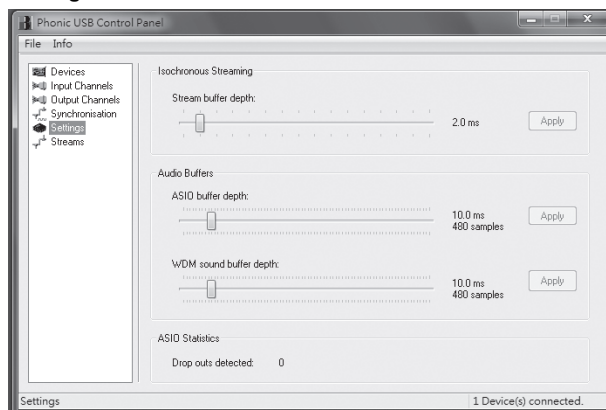 Phonic USB Control Panel
File Info
Devices
Input Channels
Output Channels
Synchronisation
Settings
Streams
Isochronous Streaming
Stream buffer depth:
2.0 ms
Apply
Audio Buffers
ASIO buffer depth:
10.0 ms
480 samples
Apply
WDM sound buffer depth:
10.0 ms
480 samples
Apply
ASIO Statistics
Drop outs detected: 0
Settings
1 Device(s) connected.